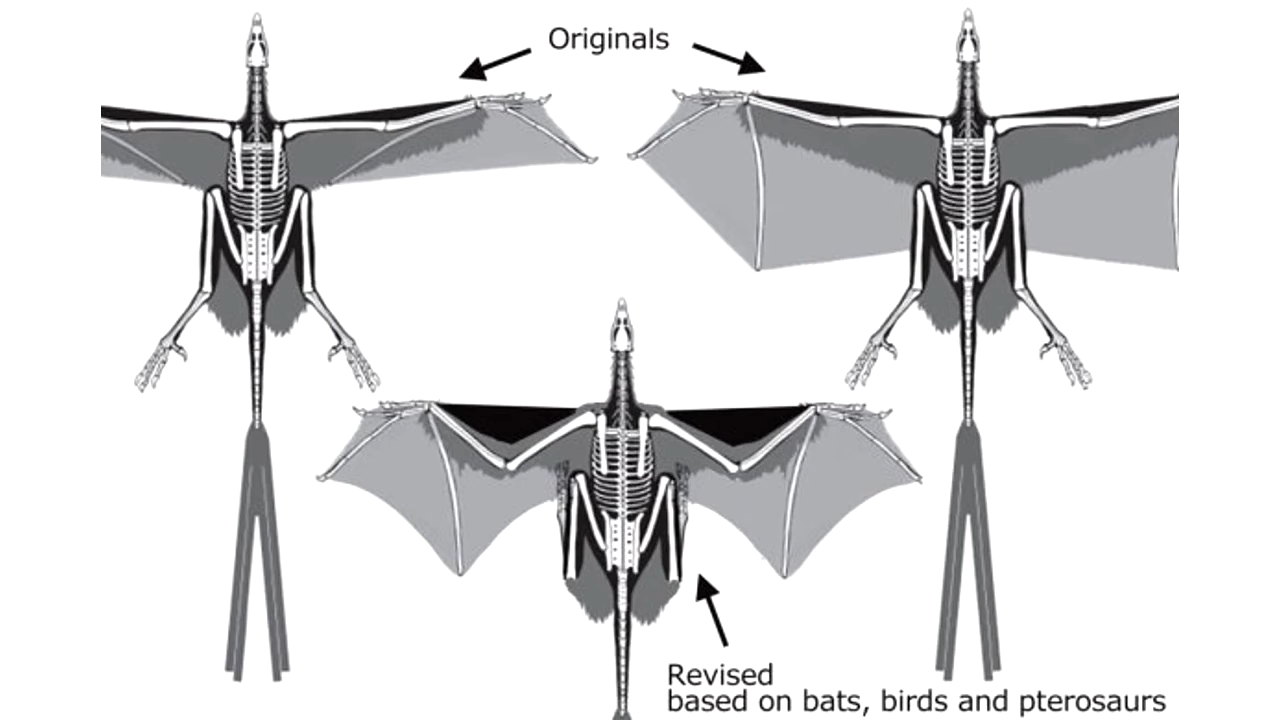 Originals
Revised
based on bats, birds and pterosaurs